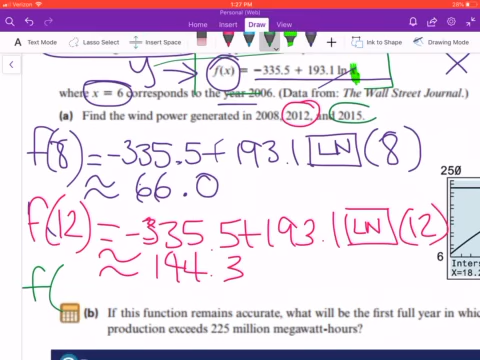 1:27 PM
28%
Personal (Web)
Home
Insert
Draw
View
A Text Mode
Lasso Select
Insert Space
Ink to Shape
Drawing Mode
y → f(x) = −335.5 + 193.1 ln x
where x = 6 corresponds to the year 2006. (Data from: The Wall Street Journal.)
(a) Find the wind power generated in 2008, 2012, and 2015.
f(8) = -335.5 + 193.1 LN (8)
≈ 66.0
f(12) = -335.5 + 193.1 LN (12)
≈ 144.3
f(
250
6
Inters
X=18.2
(b) If this function remains accurate, what will be the first full year in whic
production exceeds 225 million megawatt-hours?